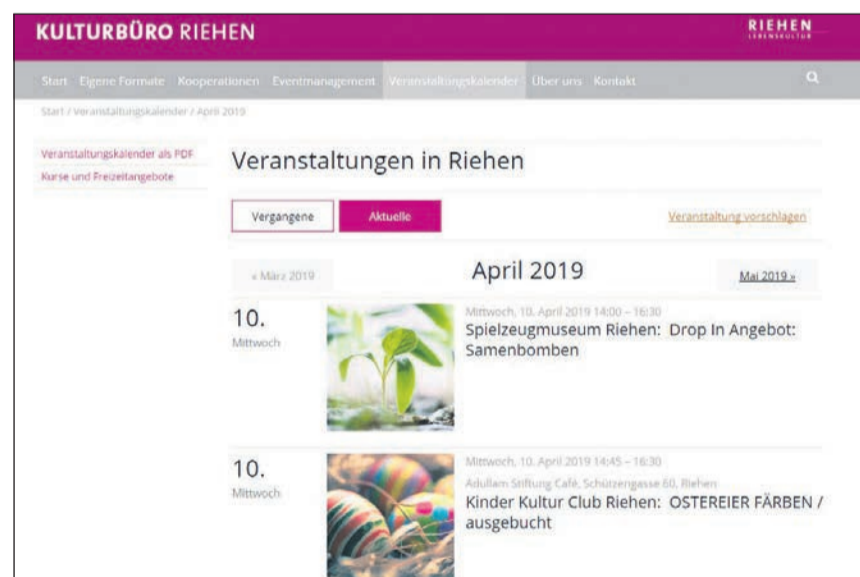 KULTURBÜRO RIEHEN
RIEHEN
LEBENSKULTUR
Start Eigene Formate Kooperationen Eventmanagement Veranstaltungskalender Über uns Kontakt
Start / Veranstaltungskalender / April 2019
Veranstaltungskalender als PDF
Kurse und Freizeitangebote
Veranstaltungen in Riehen
Vergangene Aktuelle Veranstaltung vorschlagen
« März 2019 April 2019 Mai 2019 »
10.
Mittwoch
Mittwoch, 10. April 2019 14:00 – 16:30
Spielzeugmuseum Riehen: Drop In Angebot:
Samenbomben
10.
Mittwoch
Mittwoch, 10. April 2019 14:45 – 16:30
Adullam Stiftung Café, Schützengasse 60, Riehen
Kinder Kultur Club Riehen: OSTEREIER FÄRBEN /
ausgebucht